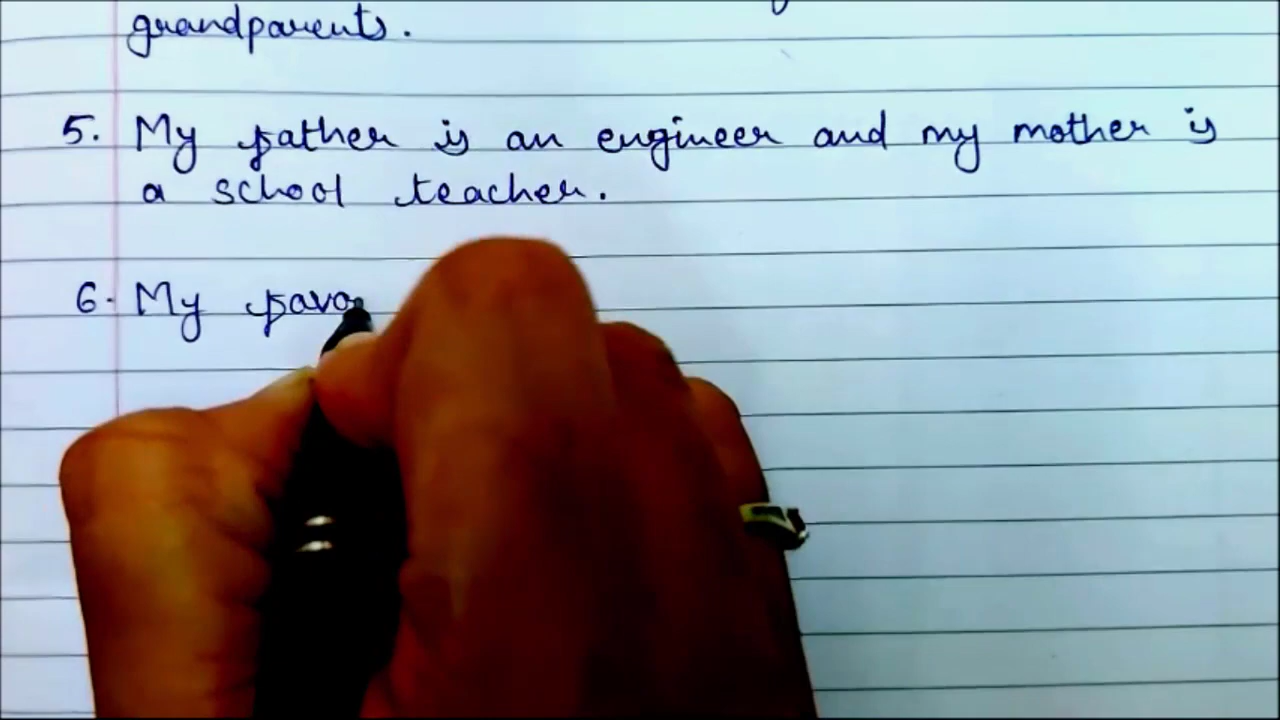 grandparents.
5. My father is an engineer and my mother is
a school teacher.
6. My favo